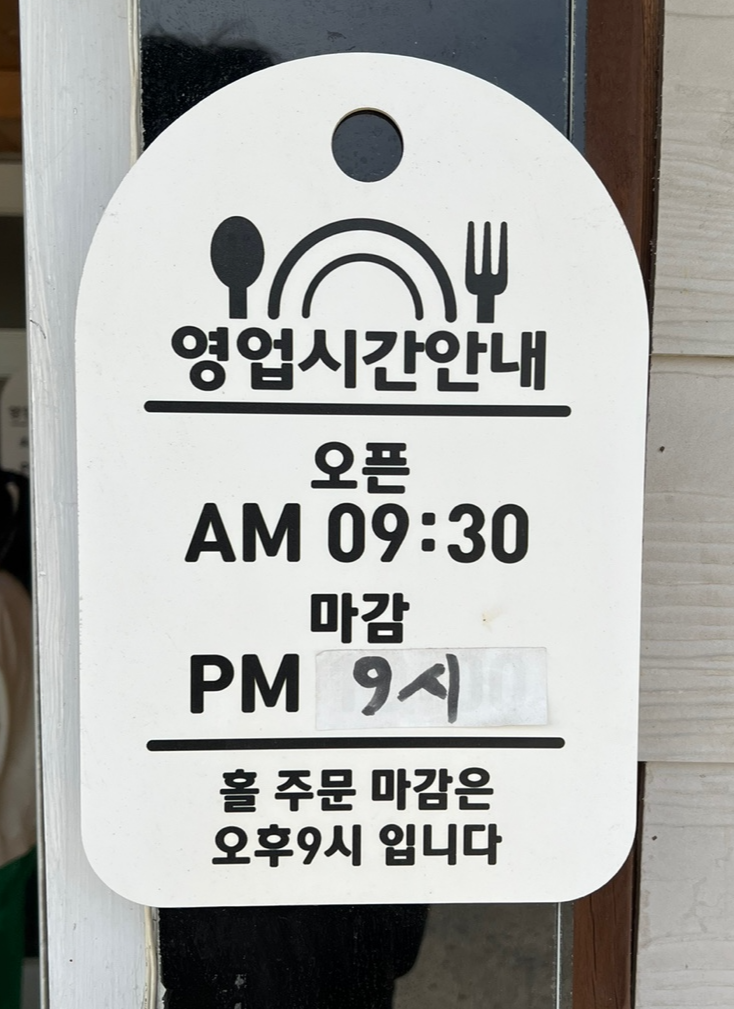 영업시간안내
오픈
AM 09:30
마감
PM 9시
홀 주문 마감은
오후9시 입니다